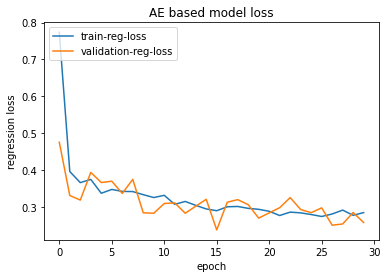 AE based model loss
train-reg-loss
validation-reg-loss
regression loss
0.8
0.7
0.6
0.5
0.4
0.3
0 5 10 15 20 25 30
epoch